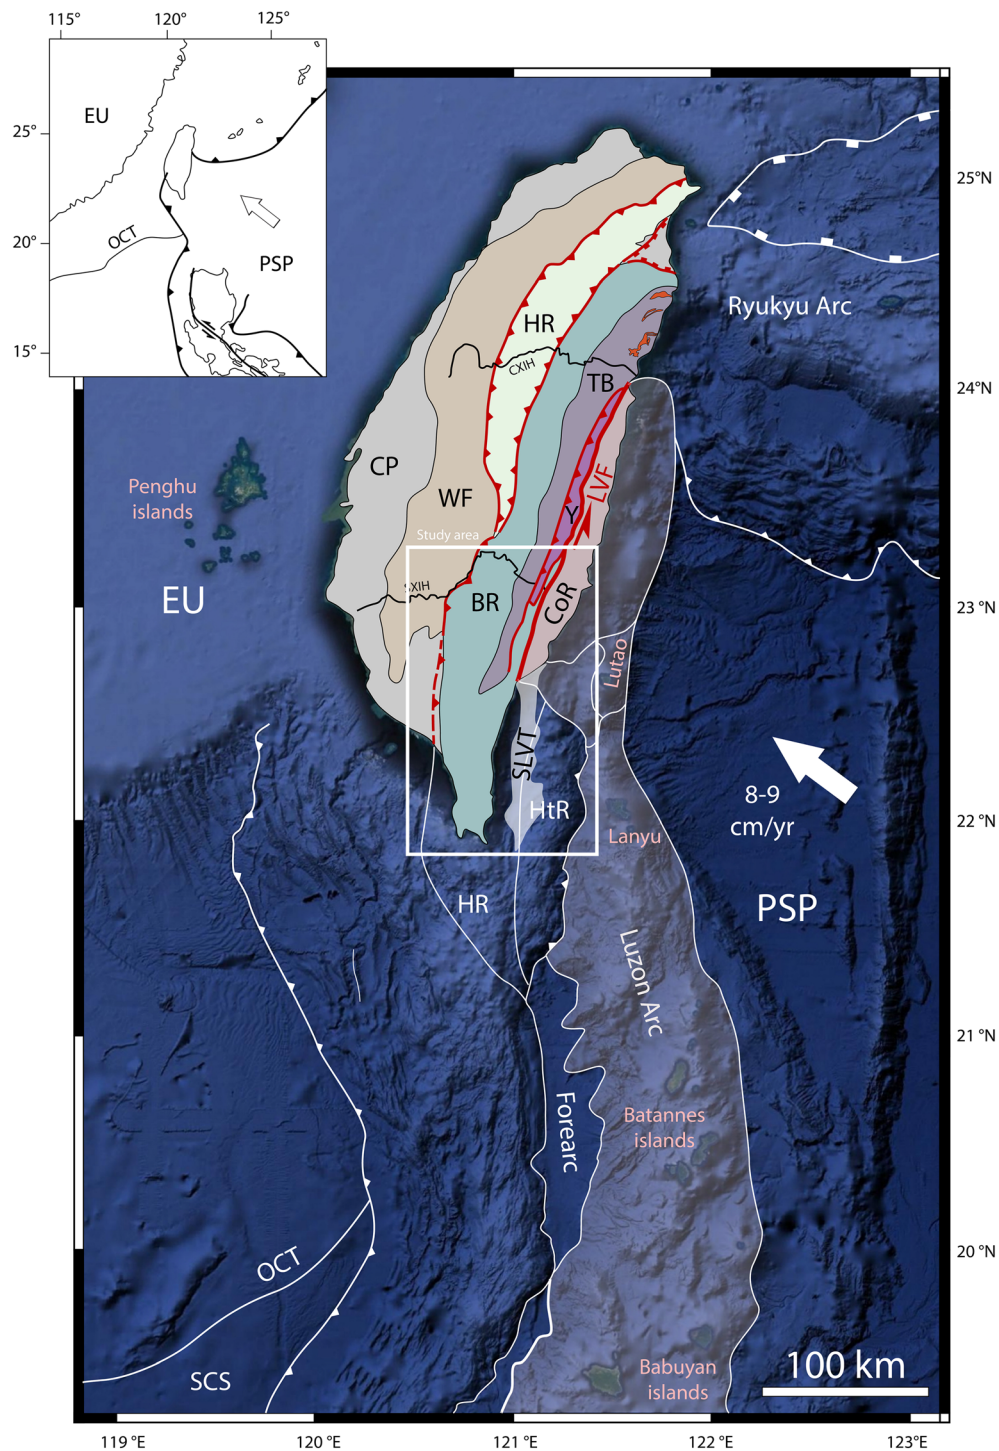 115°
120°
125°
EU
25°
20°
15°
OCT
PSP
25°N
Ryukyu Arc
HR
CXIH
TB
24°N
CP
Penghu
islands
WF
LVF
Y
Study area
SXIH
EU
BR
CoR
23 °N
Lutao
SLVT
HtR
8-9
cm/yr
22 °N
Lanyu
HR
PSP
Luzon Arc
21 °N
Forearc
Batannes
islands
OCT
20 °N
SCS
Babuyan
islands
100 km
119 °E
120 °E
121 °E
122 °E
123°E